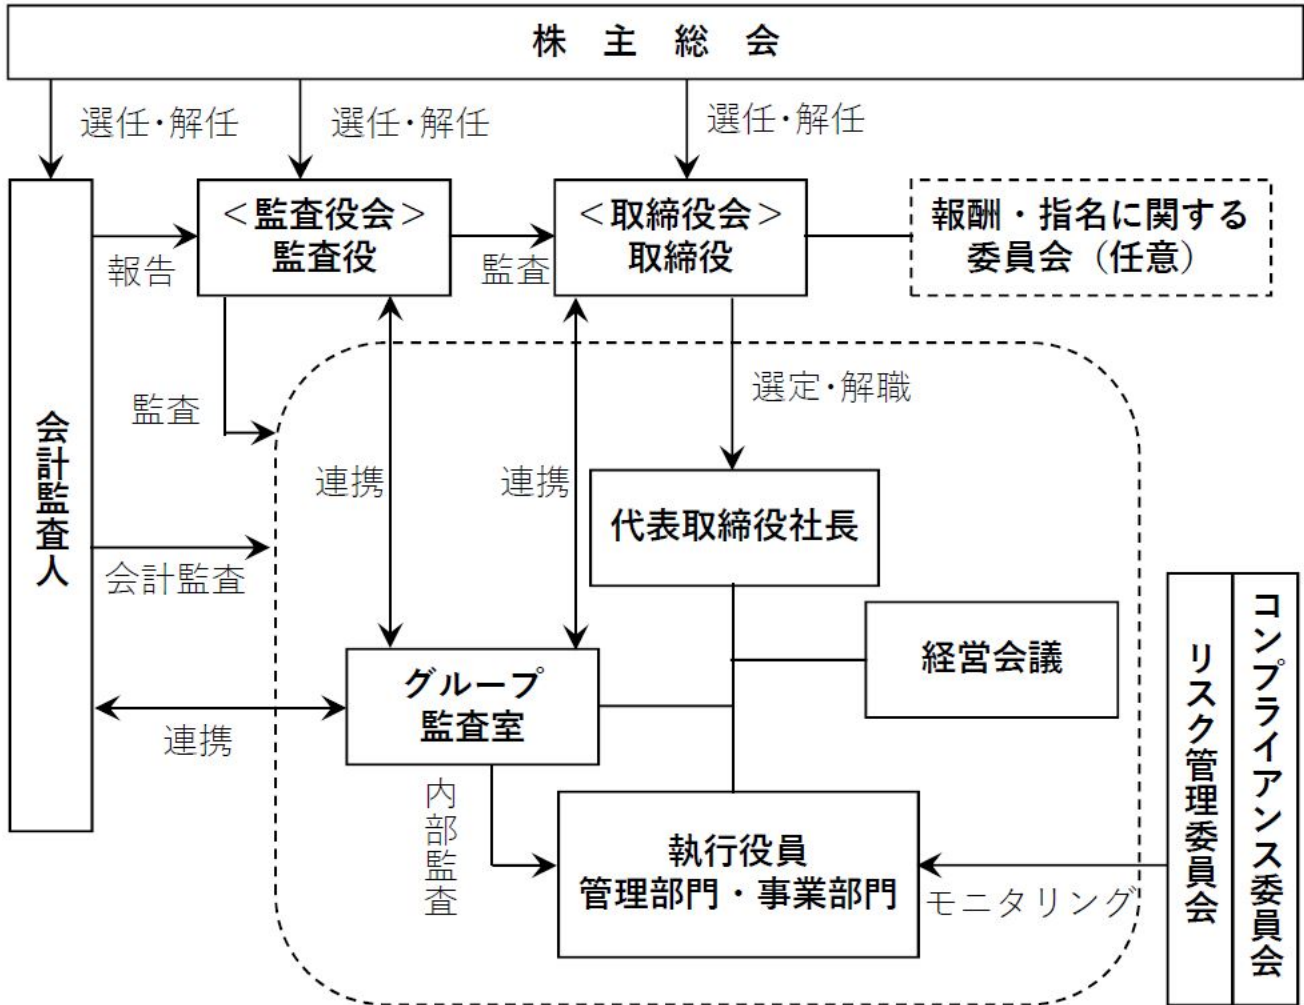 株 主 総 会
選任・解任
選任・解任
選任・解任
<監査役会>
監査役
<取締役会>
取締役
報酬・指名に関する
委員会（任意）
報告
監査
監査
選定・解職
会計監査人
連携
連携
代表取締役社長
会計監査
経営会議
グループ
監査室
連携
内部監査
執行役員
管理部門・事業部門
モニタリング
リスク管理委員会
コンプライアンス委員会